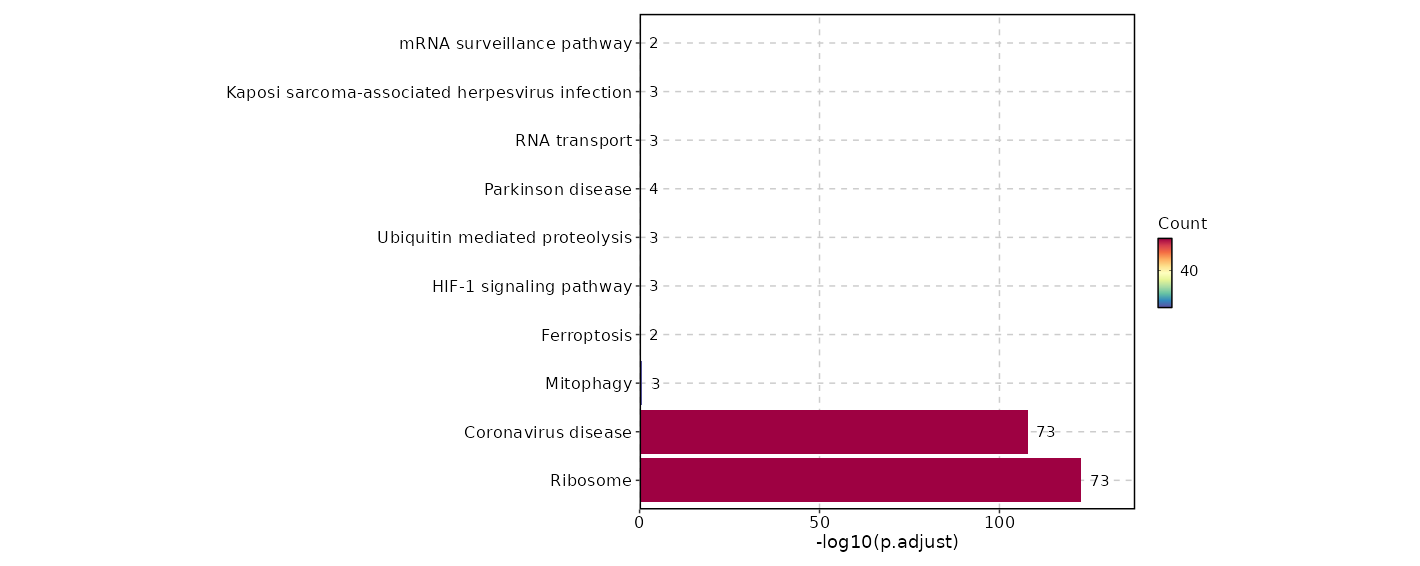 mRNA surveillance pathway 2
Kaposi sarcoma-associated herpesvirus infection 3
RNA transport 3
Parkinson disease 4
Ubiquitin mediated proteolysis 3
HIF-1 signaling pathway 3
Ferroptosis 2
Mitophagy 3
Coronavirus disease 73
Ribosome 73
0 50 100
-log10(p.adjust)
Count
40